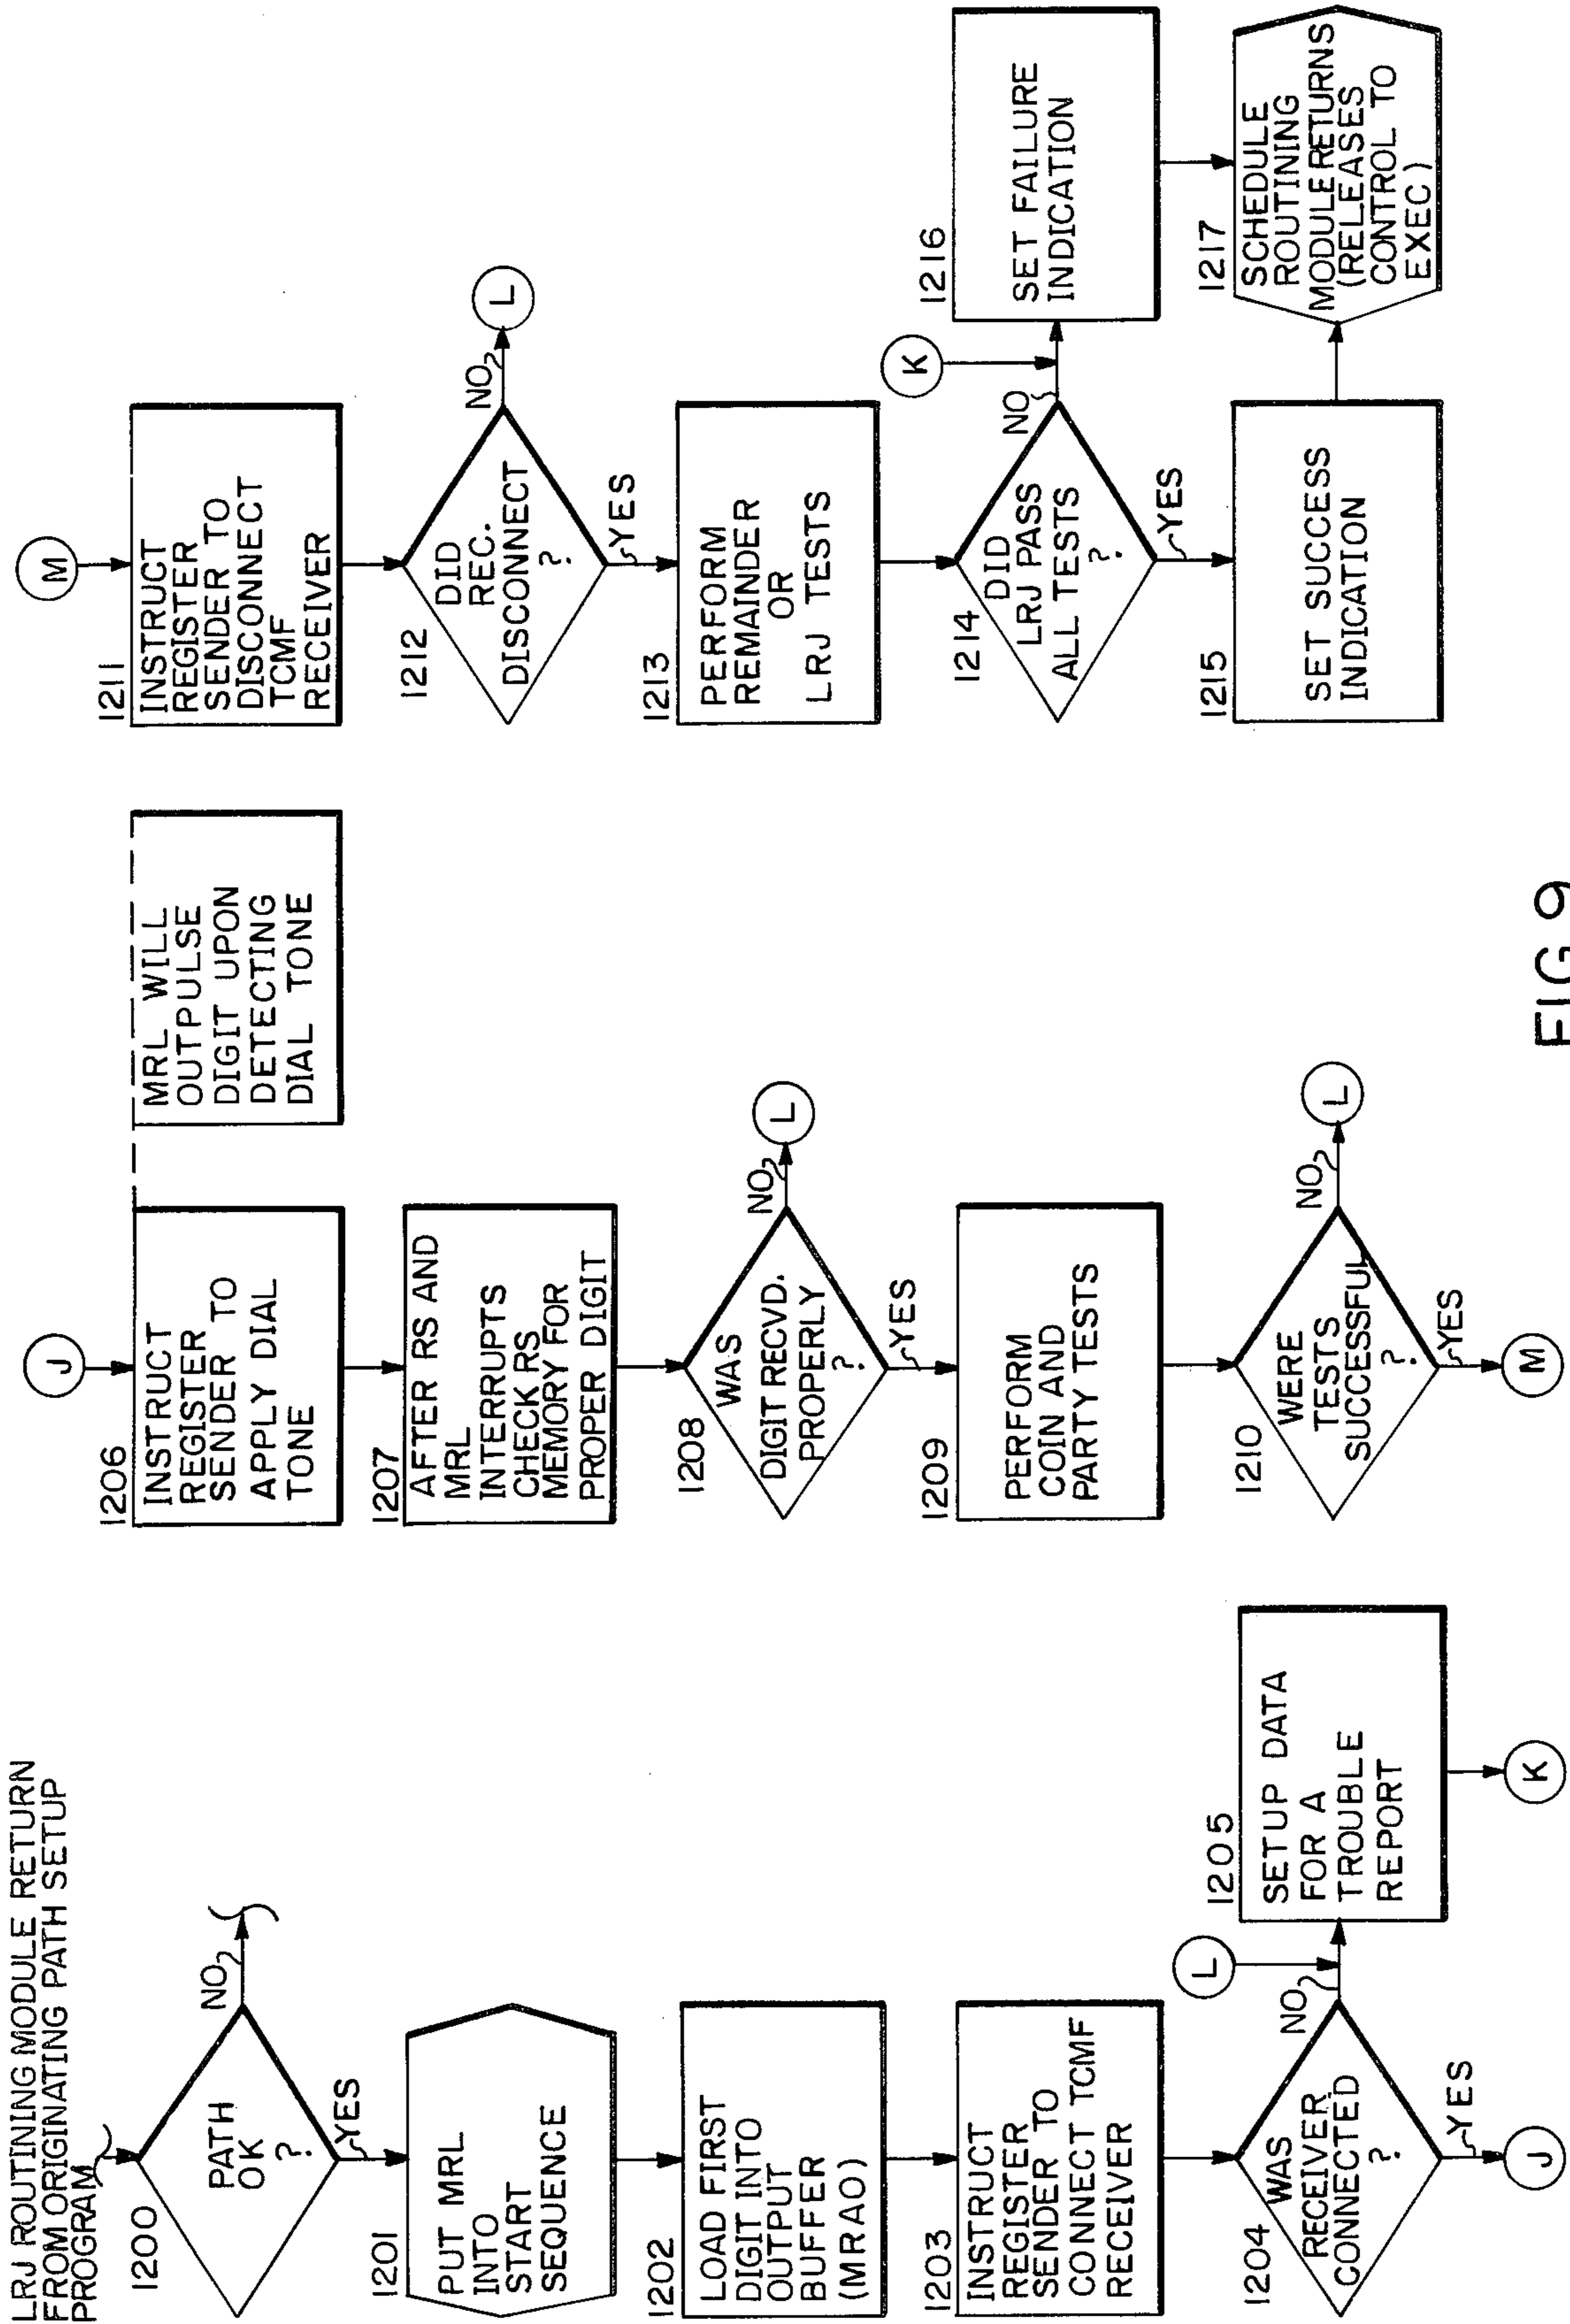 LRJ ROUTINING MODULE RETURN
FROM ORIGINATING PATH SETUP
PROGRAM
1200
PATH
OK
?
NO
YES
1201
PUT MRL
INTO
START
SEQUENCE
1202
LOAD FIRST
DIGIT INTO
OUTPUT
BUFFER
(MRAO)
1203
INSTRUCT
REGISTER
SENDER TO
CONNECT TCMF
RECEIVER
1204
WAS
RECEIVER
CONNECTED
?
NO
YES
L
J
1205
SETUP DATA
FOR A
TROUBLE
REPORT
K
J
1206
INSTRUCT
REGISTER
SENDER TO
APPLY DIAL
TONE
MRL WILL
OUTPULSE
DIGIT UPON
DETECTING
DIAL TONE
1207
AFTER RS AND
MRL
INTERRUPTS
CHECK RS
MEMORY FOR
PROPER DIGIT
1208
WAS
DIGIT RECVD.
PROPERLY
?
NO
L
YES
1209
PERFORM
COIN AND
PARTY TESTS
1210
WERE
TESTS
SUCCESSFUL
?
NO
L
YES
M
M
1211
INSTRUCT
REGISTER
SENDER TO
DISCONNECT
TCMF
RECEIVER
1212
DID
REC.
DISCONNECT
?
NO
L
YES
1213
PERFORM
REMAINDER
OR
LRJ TESTS
1214
DID
LRJ PASS
ALL TESTS
?
NO
K
YES
1215
SET SUCCESS
INDICATION
1216
SET FAILURE
INDICATION
1217
SCHEDULE
ROUTINING
MODULE RETURNS
(RELEASES
CONTROL TO
EXEC)
FIG 9